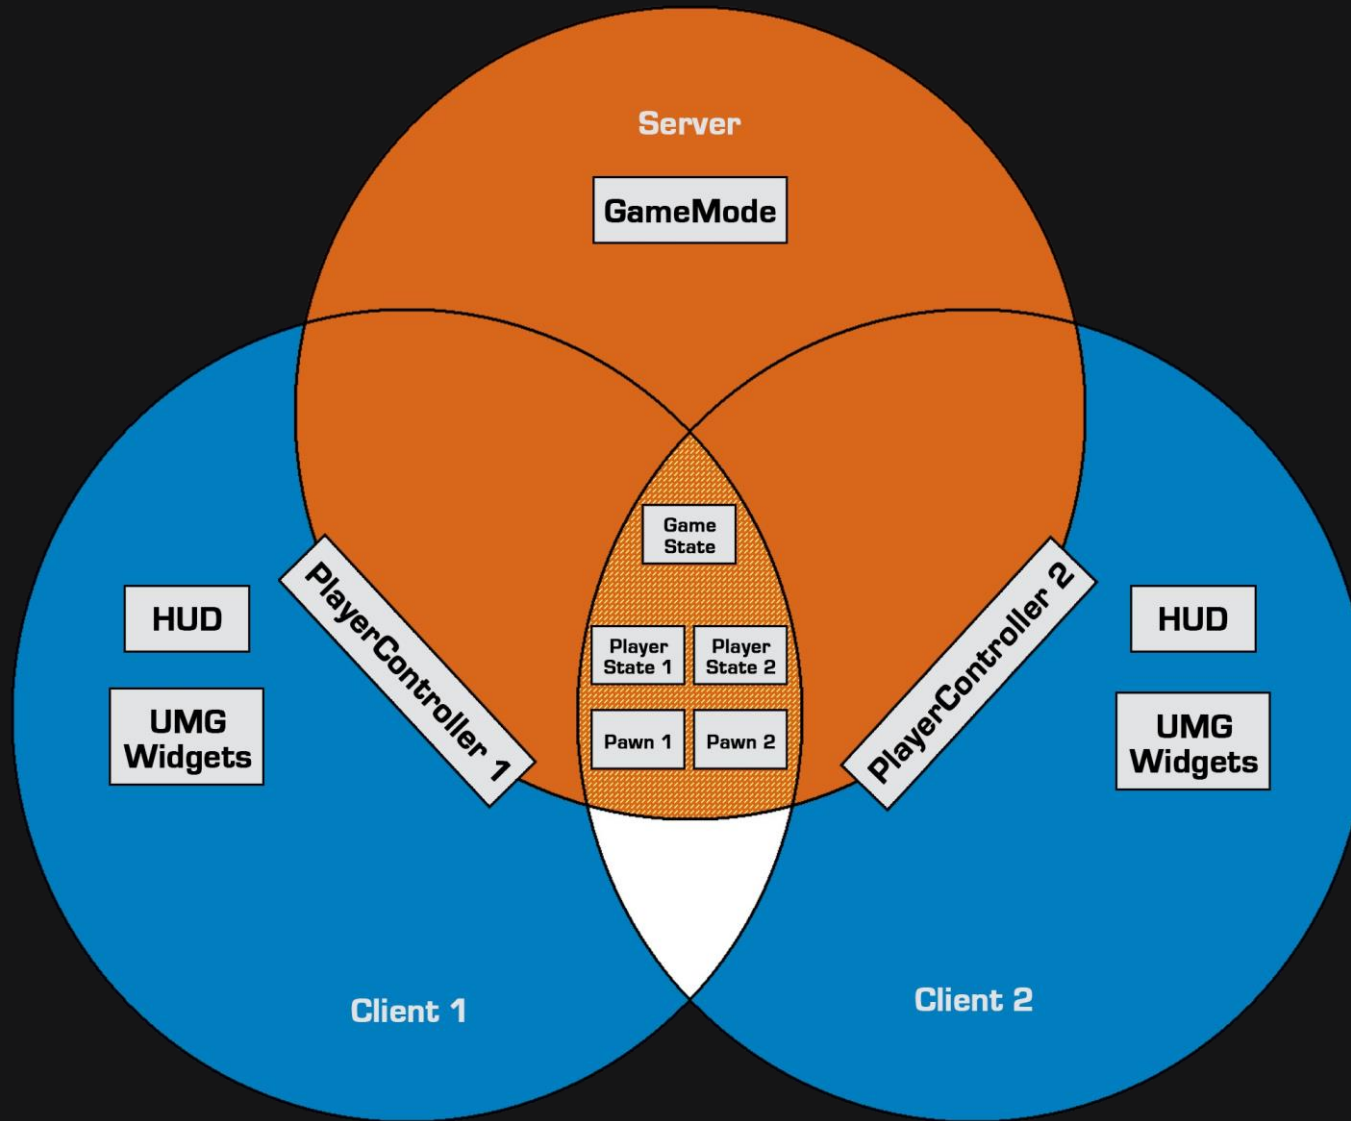 Server
GameMode
Game
State
PlayerController 1
PlayerController 2
HUD
HUD
Player
State 1
Player
State 2
UMG
Widgets
UMG
Widgets
Pawn 1
Pawn 2
Client 1
Client 2